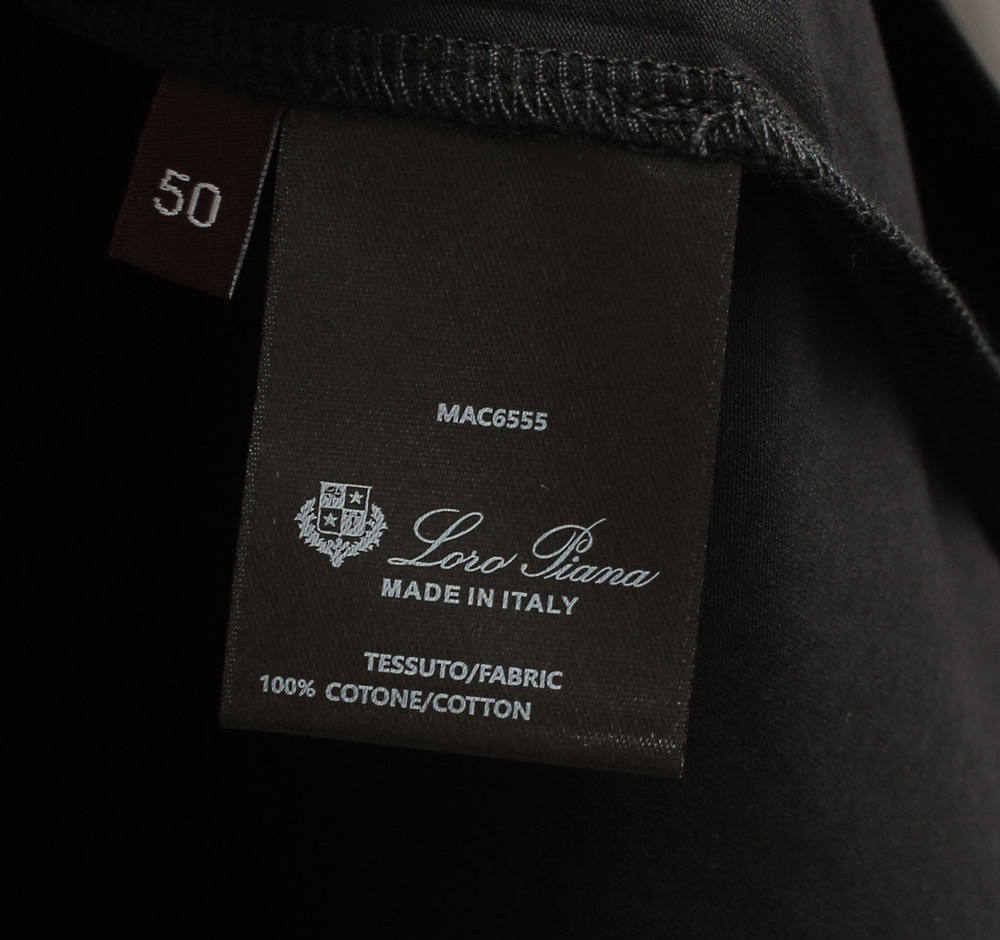 50
MAC6555
Loro Piana
MADE IN ITALY
TESSUTO/FABRIC
100% COTONE/COTTON